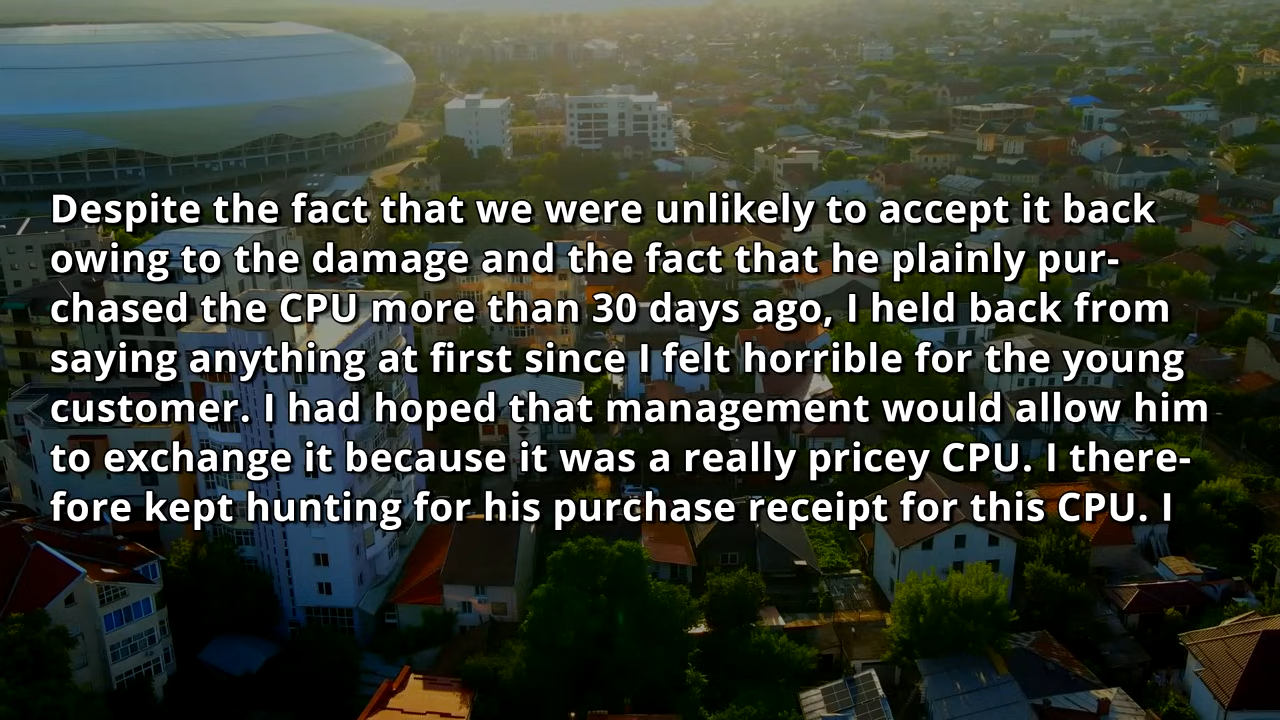 Despite the fact that we were unlikely to accept it back
owing to the damage and the fact that he plainly pur-
chased the CPU more than 30 days ago, I held back from
saying anything at first since I felt horrible for the young
customer. I had hoped that management would allow him
to exchange it because it was a really pricey CPU. I there-
fore kept hunting for his purchase receipt for this CPU. I